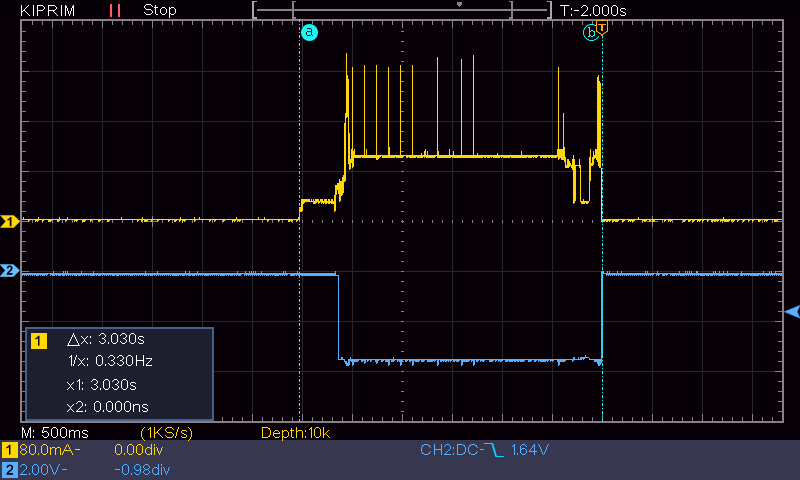 KIPRIM Stop T:-2.000s
a b T
1
2
1 △x: 3.030s
1/x: 0.330Hz
x1: 3.030s
x2: 0.000ns
M: 500ms (1KS/s) Depth:10k
1 80.0mA- 0.00div CH2:DC- 1.64V
2 2.00V- -0.98div